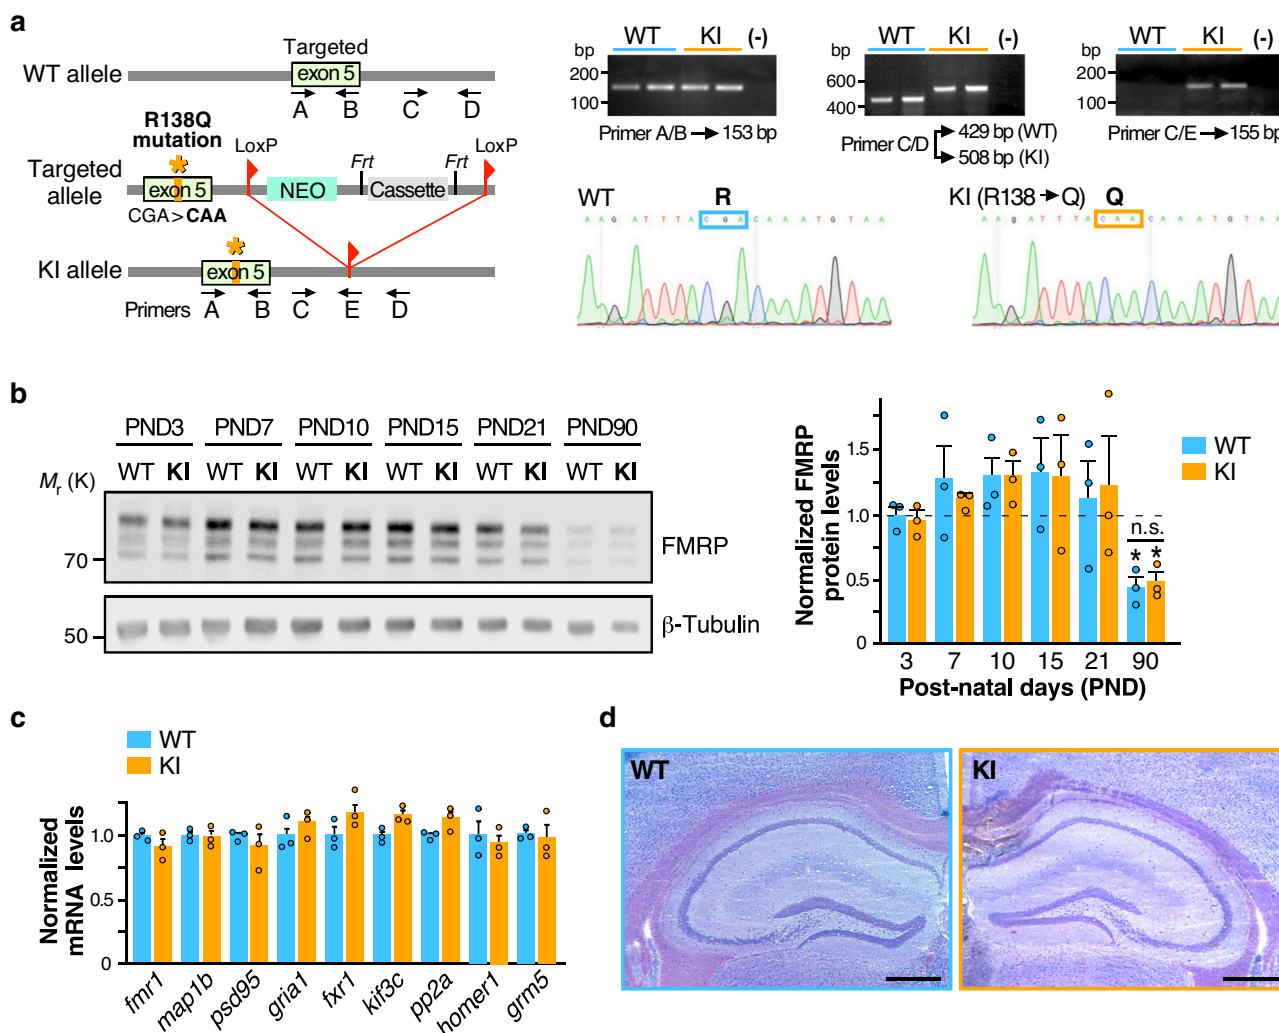 a
WT allele
Targeted
exon 5
A B C D
R138Q
mutation
LoxP
LoxP
Frt
Frt
Targeted
allele
exon 5
NEO
Cassette
CGA > CAA
KI allele
exon 5
Primers A B C E D
bp WT KI (-)
200
100
Primer A/B → 153 bp
bp WT KI
600
400
Primer C/D
429 bp (WT)
508 bp (KI)
bp KI (-)
200
100
Primer C/E → 155 bp
WT R
A A G A T T T A C G A C A A A T G T A A
KI (R138 → Q) Q
A A g A T T T A C A A C A A A T G T A
b
PND3 PND7 PND10 PND15 PND21 PND90
WT KI WT KI WT KI WT KI WT KI WT KI
Mr (K)
70
50
FMRP
β-Tubulin
Normalized FMRP
protein levels
1.5
1.0
0.5
0
WT
KI
n.s.
* *
3 7 10 15 21 90
Post-natal days (PND)
c
WT
KI
Normalized
mRNA levels
1.0
0.5
0
fmr1 map1b psd95 gria1 fxr1 kif3c pp2a homer1 grm5
d
WT
KI